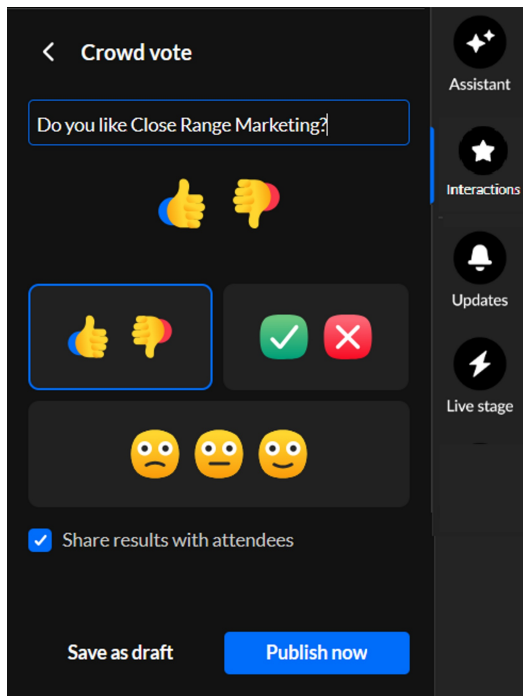 Crowd vote
Do you like Close Range Marketing?
Share results with attendees
Save as draft
Publish now
Assistant
Interactions
Updates
Live stage